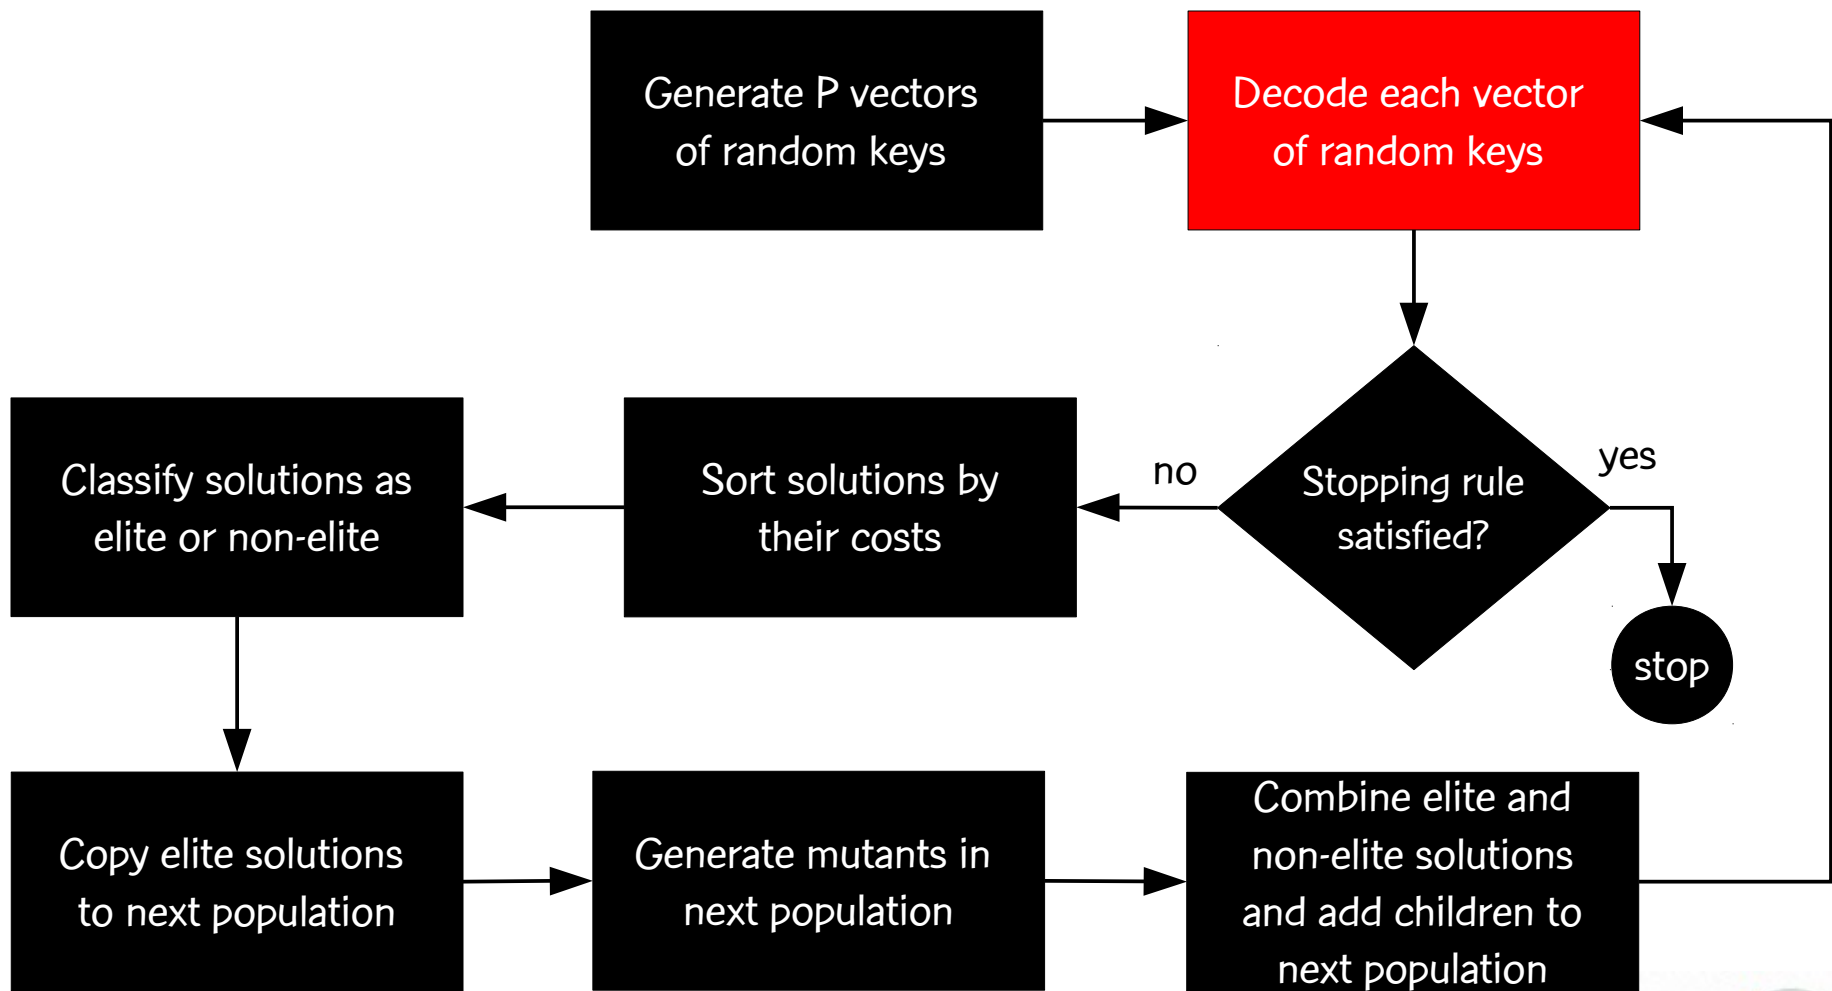 Generate P vectors
of random keys
Decode each vector
of random keys
Classify solutions as
elite or non-elite
Sort solutions by
their costs
no
Stopping rule
satisfied?
yes
stop
Copy elite solutions
to next population
Generate mutants in
next population
Combine elite and
non-elite solutions
and add children to
next population